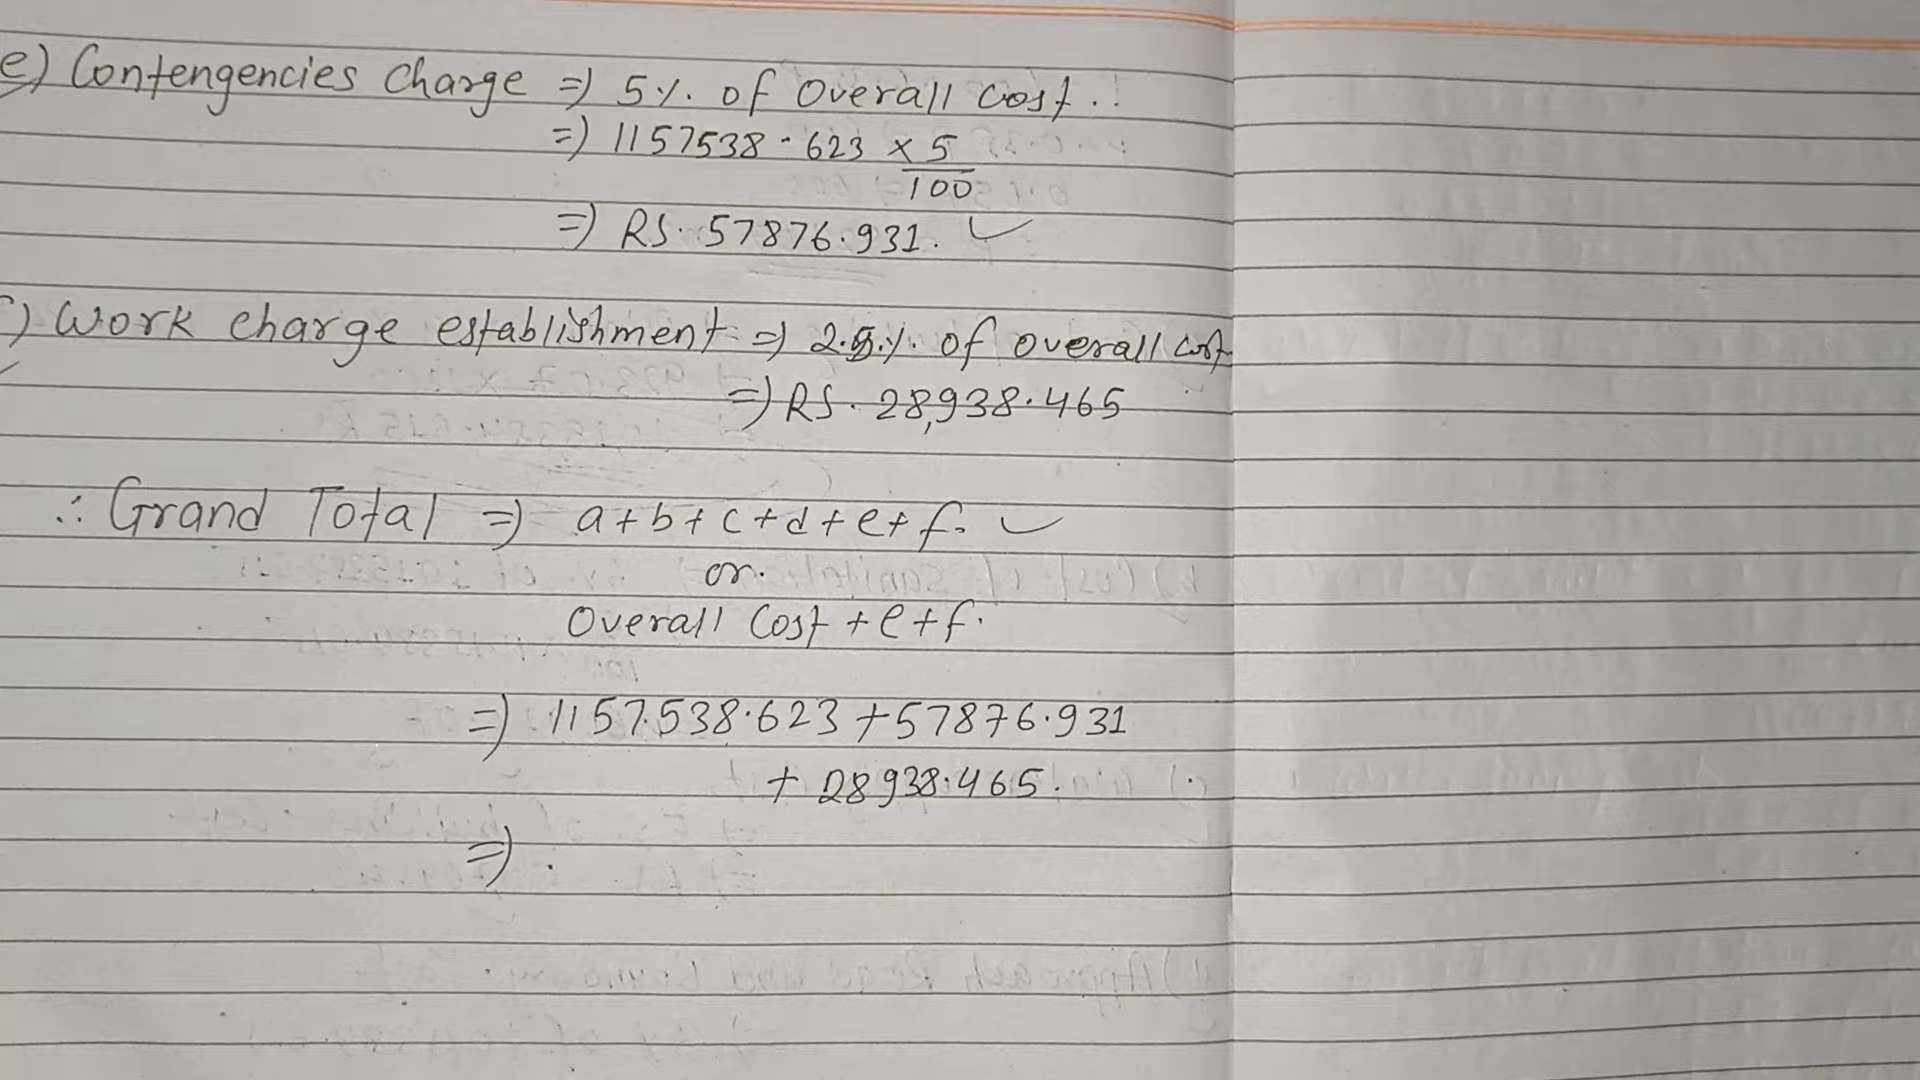 e) Contengencies Charge => 5%. of Overall Cost..
=> 1157538.623 x 5
100
=> RS. 57876.931.
) Work charge establishment => 2.5.%. of overall cost
=> RS. 28,938.465
∴ Grand Total => a+b+c+d+e+f.
or.
Overall Cost + e+f.
=> 1157538.623 + 57876.931
+ 28938.465.
=> .